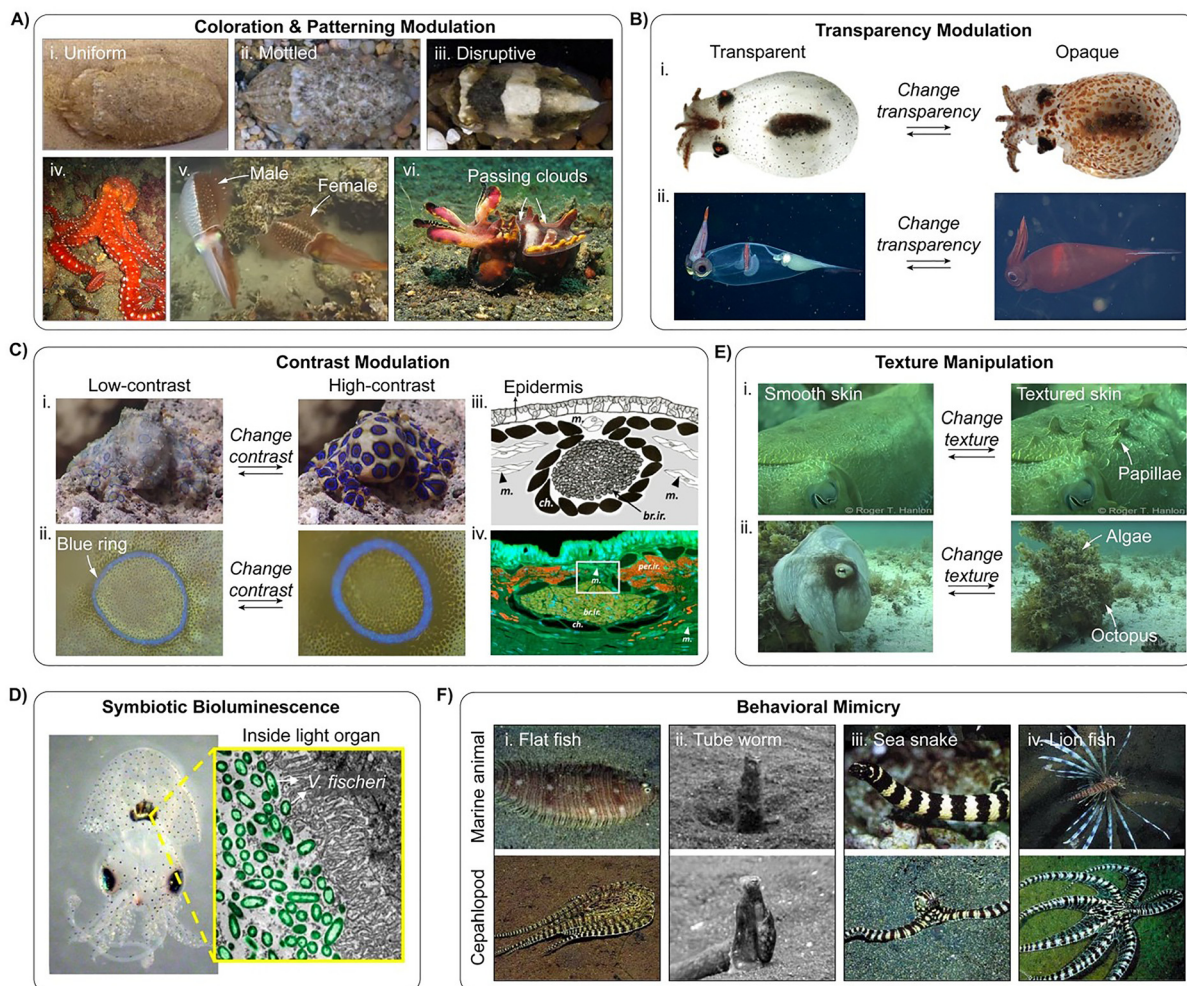 A)
Coloration & Patterning Modulation
i. Uniform
ii. Mottled
iii. Disruptive
iv.
v.
Male
Female
vi.
Passing clouds
B)
Transparency Modulation
Transparent
Opaque
i.
Change
transparency
ii.
Change
transparency
C)
Contrast Modulation
Low-contrast
High-contrast
i.
Change
contrast
ii.
Blue ring
Change
contrast
iii.
Epidermis
m.
m.
m.
ch.
br.ir.
iv.
m.
per.ir.
br.ir.
ch.
m.
E)
Texture Manipulation
i.
Smooth skin
Textured skin
Change
texture
Papillae
© Roger T. Hanlon
© Roger T. Hanlon
ii.
Change
texture
Algae
Octopus
D)
Symbiotic Bioluminescence
Inside light organ
V. fischeri
F)
Behavioral Mimicry
Marine animal
i. Flat fish
ii. Tube worm
iii. Sea snake
iv. Lion fish
Cepahlopod